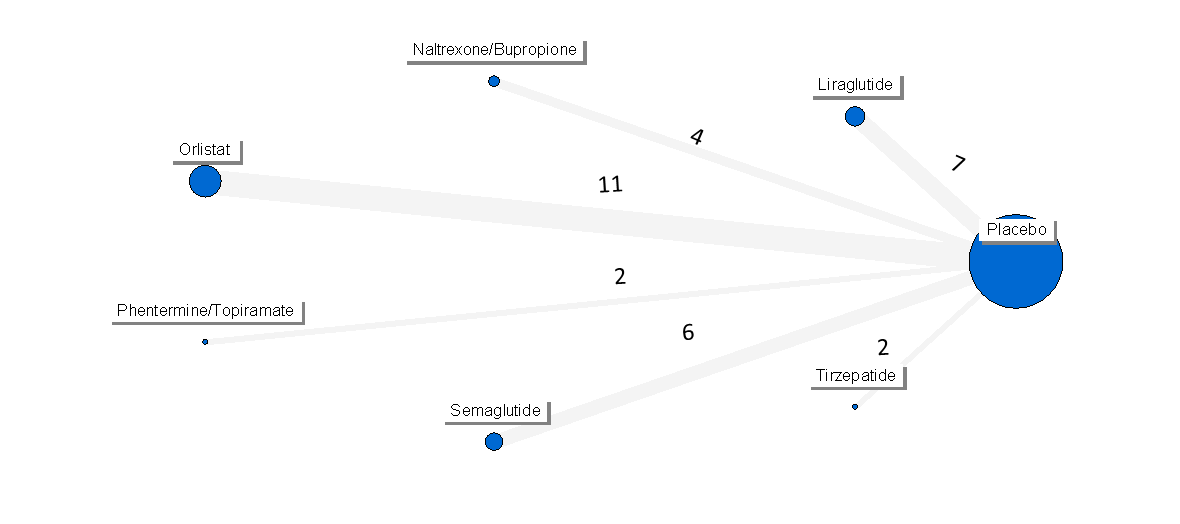 Naltrexone/Bupropione
Liraglutide
4
Orlistat
7
11
Placebo
2
Phentermine/Topiramate
6
2
Tirzepatide
Semaglutide